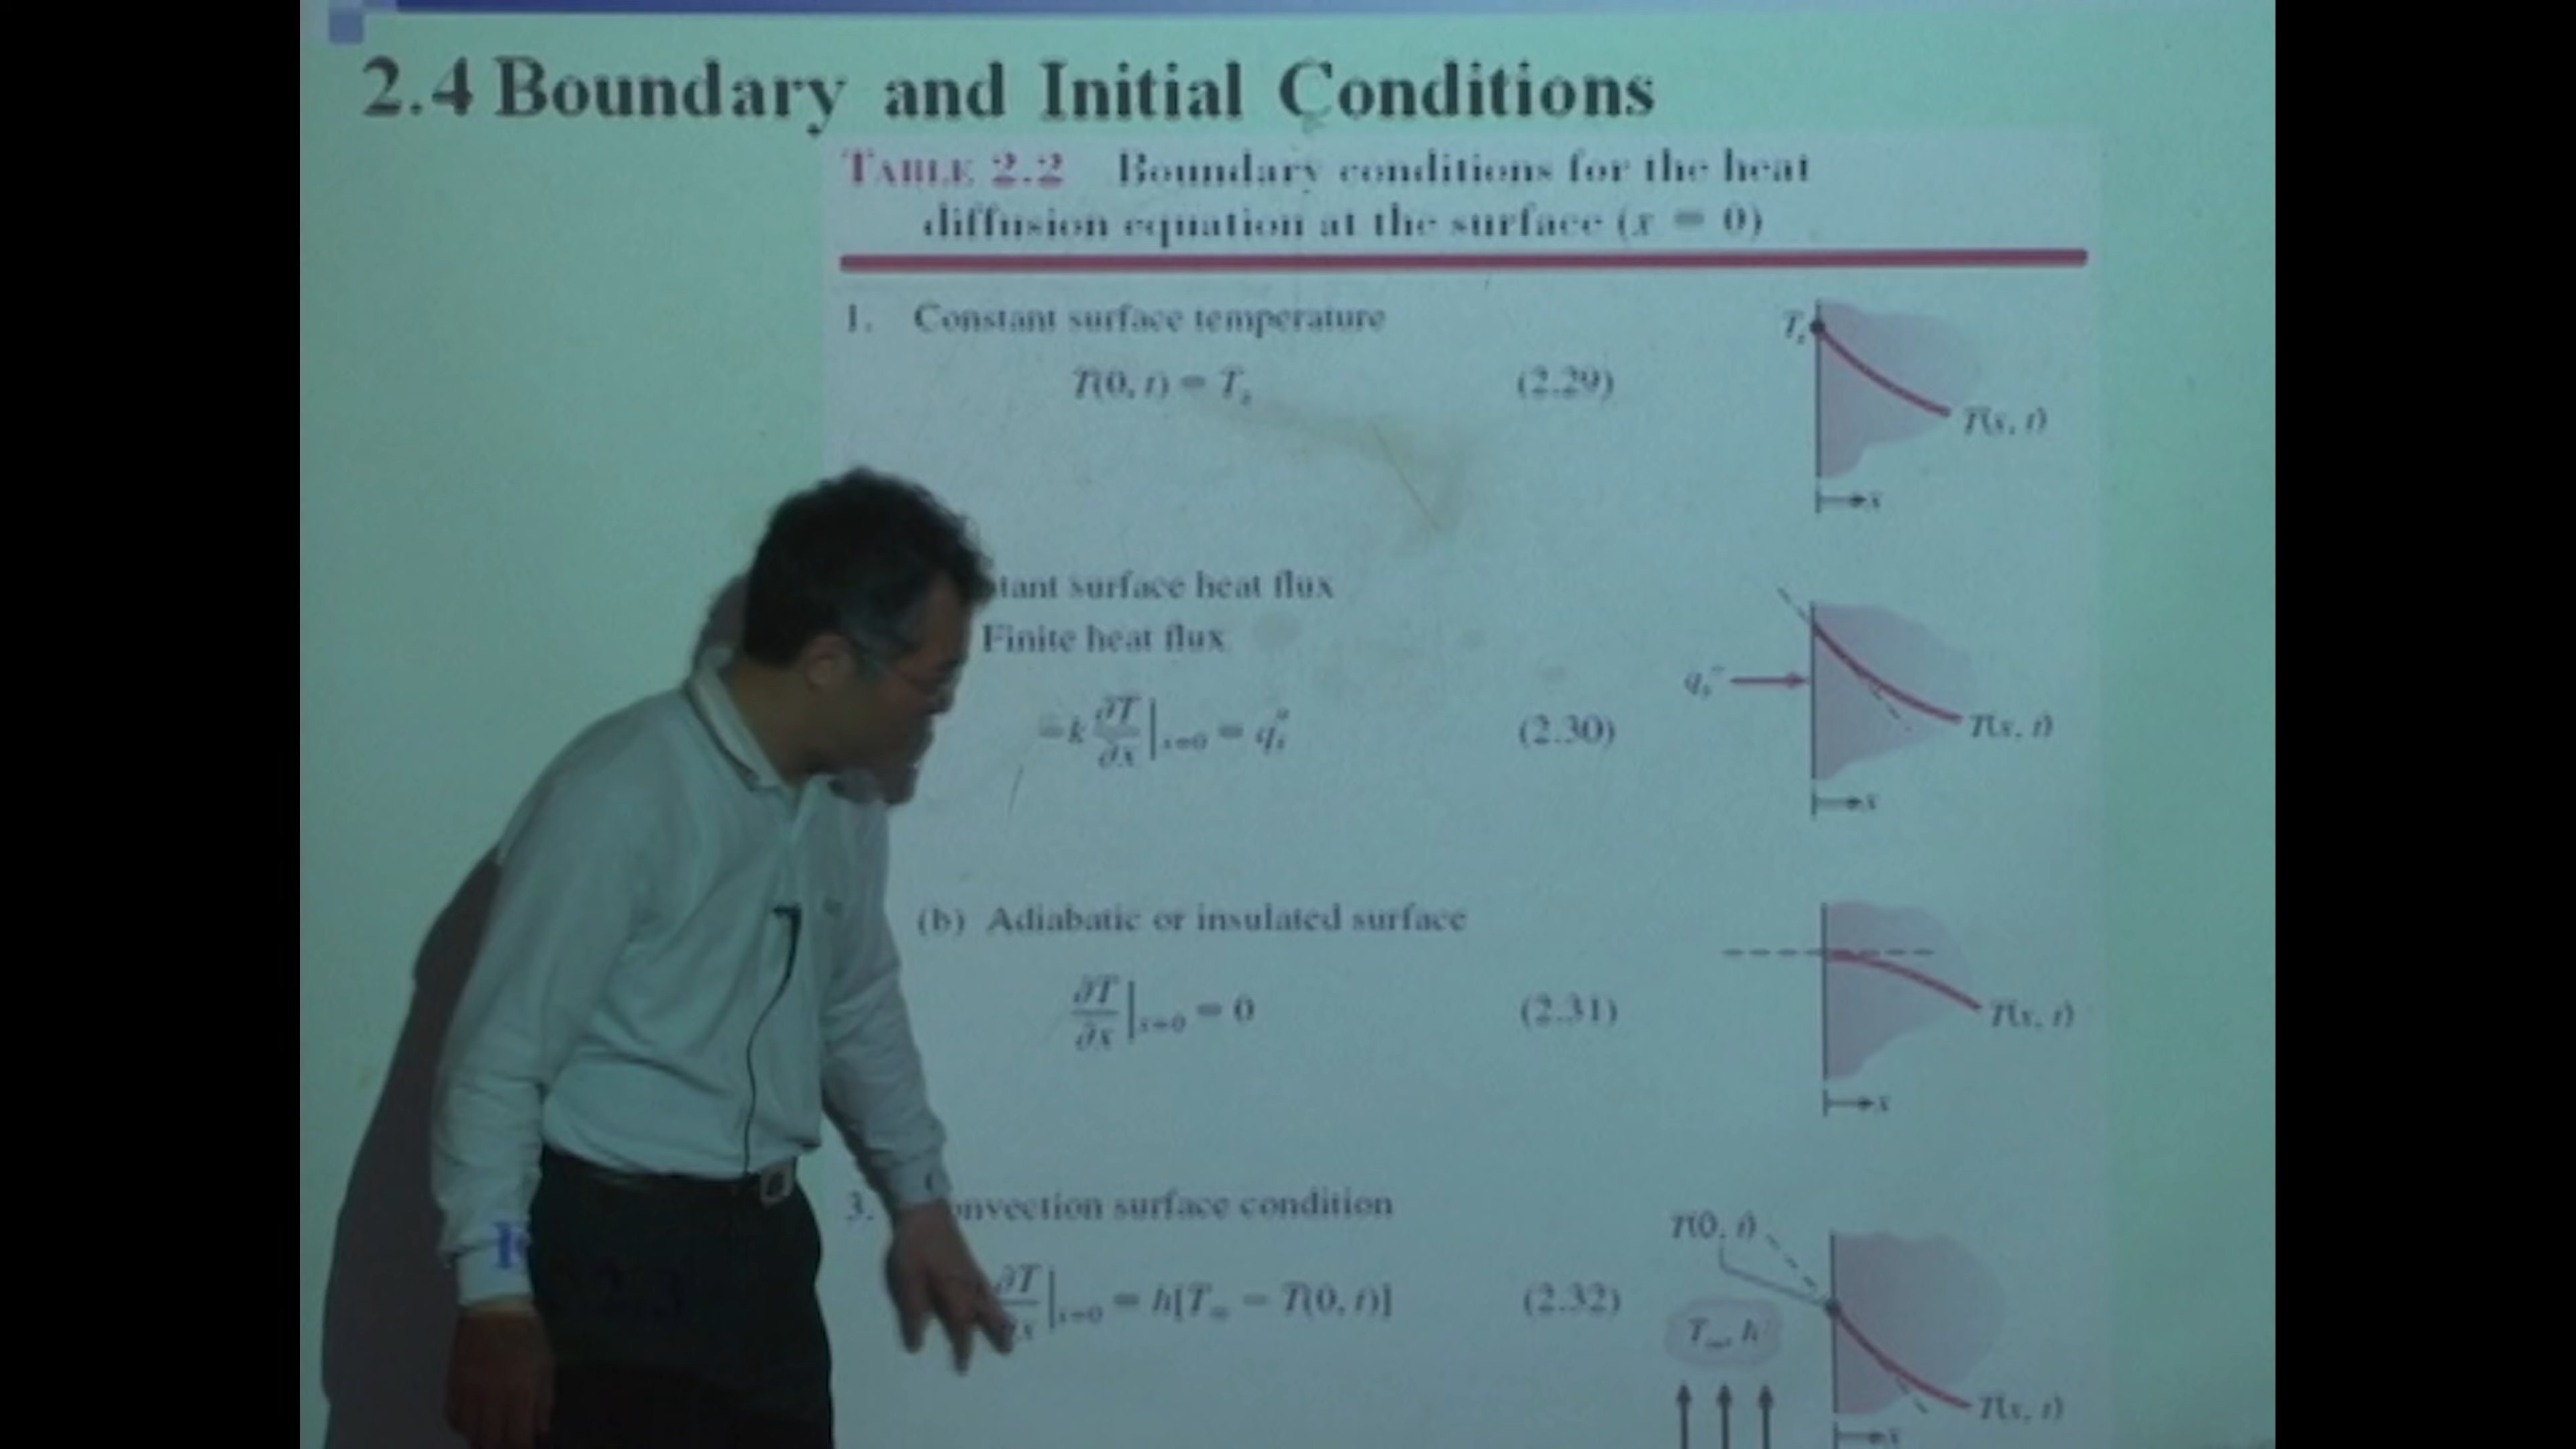 2.4 Boundary and Initial Conditions
TABLE 2.2 Boundary conditions for the heat
diffusion equation at the surface (x = 0)
1. Constant surface temperature
T(0, t) = Tₛ (2.29)
Tₛ
T(x, t)
x
tant surface heat flux
Finite heat flux
−k ∂T/∂x |ₓ₌₀ = q″ₛ (2.30)
q″ₛ
T(x, t)
x
(b) Adiabatic or insulated surface
∂T/∂x |ₓ₌₀ = 0 (2.31)
T(x, t)
x
3. onvection surface condition
∂T/∂x |ₓ₌₀ = h[T∞ − T(0, t)] (2.32)
T(0, t)
T∞, h
T(x, t)
x